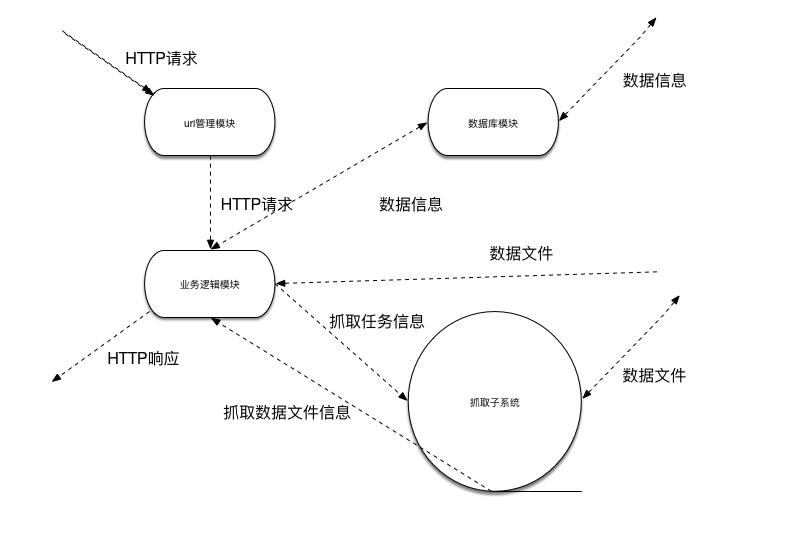 HTTP请求
数据信息
url管理模块
数据库模块
HTTP请求
数据信息
数据文件
业务逻辑模块
抓取任务信息
HTTP响应
数据文件
抓取子系统
抓取数据文件信息